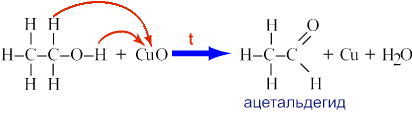 H H O
H t
H–C–C–O–H + CuO H–C–C + Cu + H₂O
H H H H
ацетальдегид